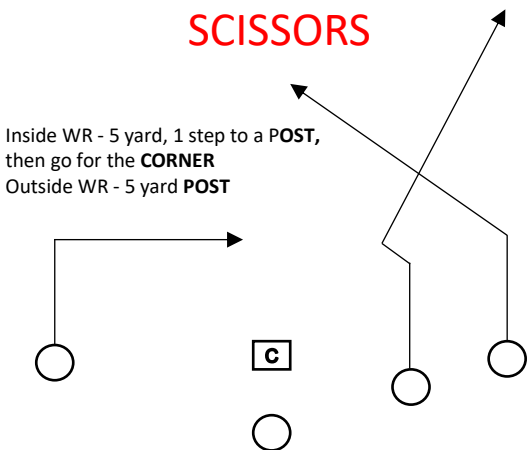 SCISSORS
Inside WR - 5 yard, 1 step to a POST,
then go for the CORNER
Outside WR - 5 yard POST
C